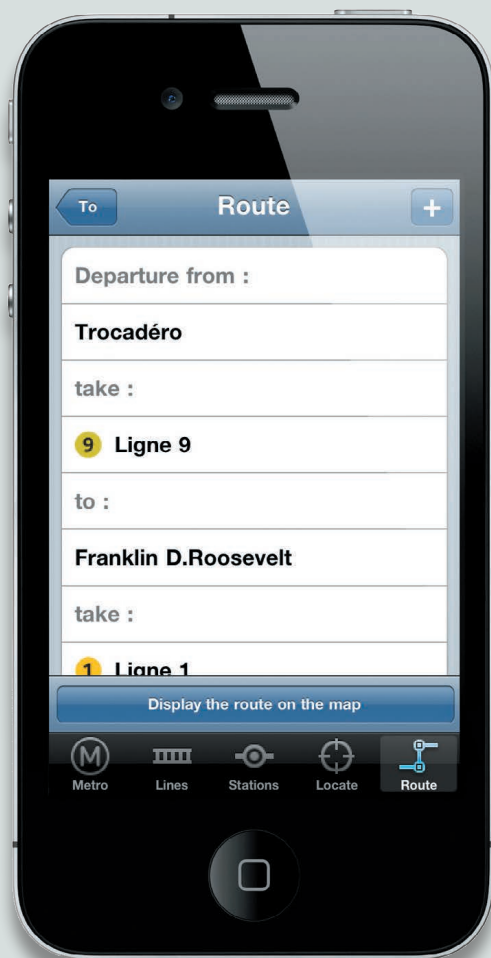 To
Route
+
Departure from :
Trocadéro
take :
9 Ligne 9
to :
Franklin D.Roosevelt
take :
1 Ligne 1
Display the route on the map
M
Metro
Lines
Stations
Locate
Route